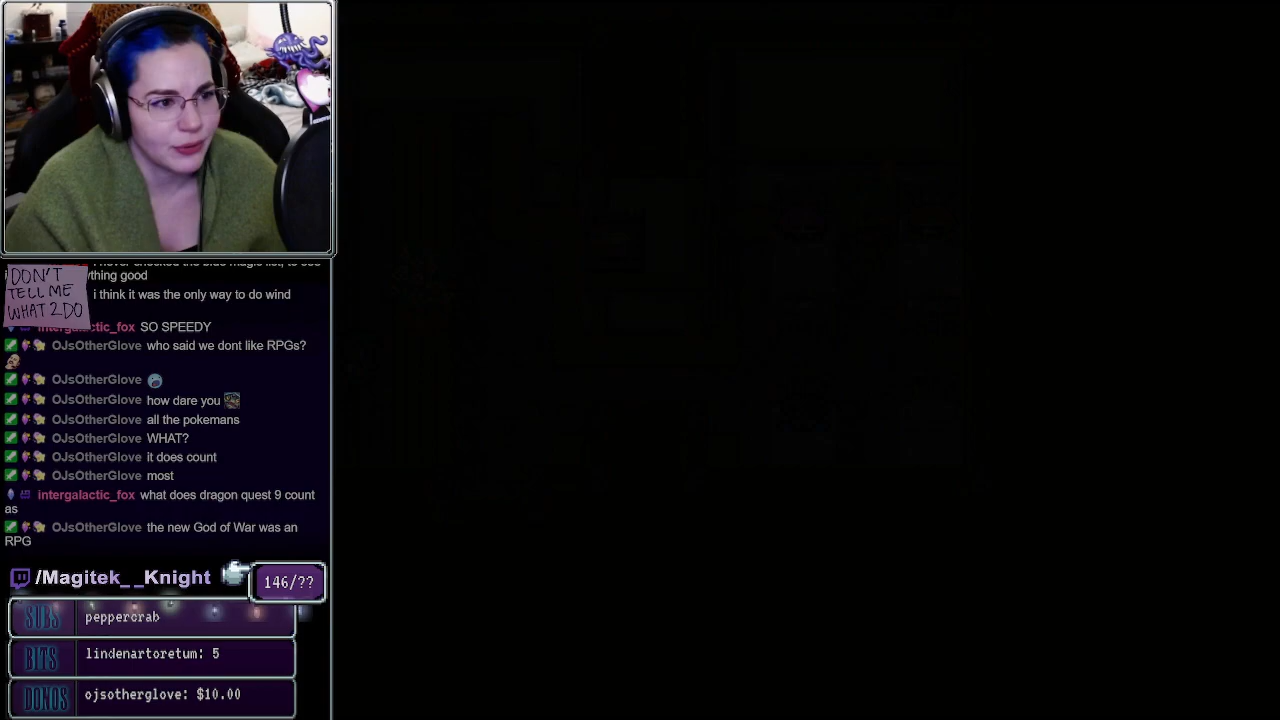 DON'T
TELL ME
WHAT 2 DO
ything good
i think it was the only way to do wind
intergalactic_fox SO SPEEDY
OJsOtherGlove who said we dont like RPGs?
OJsOtherGlove
OJsOtherGlove how dare you
OJsOtherGlove all the pokemans
OJsOtherGlove WHAT?
OJsOtherGlove it does count
OJsOtherGlove most
intergalactic_fox what does dragon quest 9 count
as
OJsOtherGlove the new God of War was an
RPG
/Magitek__Knight
146/??
SUBS peppercrab
BITS lindenartoretum: 5
DONOS ojsotherglove: $10.00